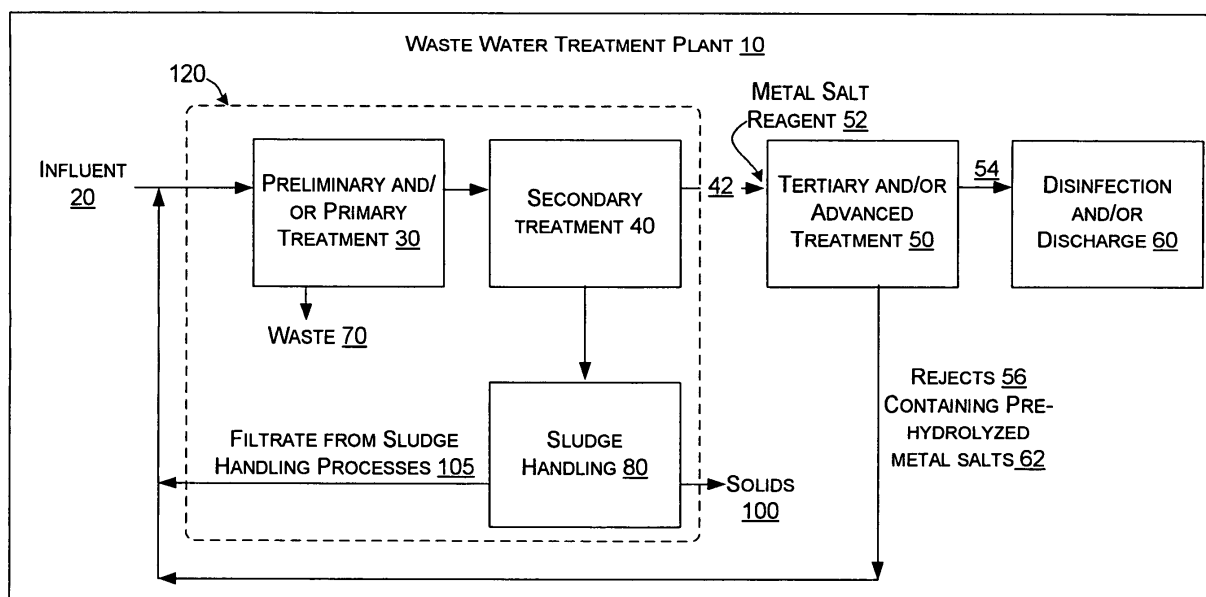 WASTE WATER TREATMENT PLANT 10
120
METAL SALT
REAGENT 52
INFLUENT
20
PRELIMINARY AND/
OR PRIMARY
TREATMENT 30
SECONDARY
TREATMENT 40
42
TERTIARY AND/OR
ADVANCED
TREATMENT 50
54
DISINFECTION
AND/OR
DISCHARGE 60
WASTE 70
REJECTS 56
CONTAINING PRE-
HYDROLYZED
METAL SALTS 62
FILTRATE FROM SLUDGE
HANDLING PROCESSES 105
SLUDGE
HANDLING 80
SOLIDS
100